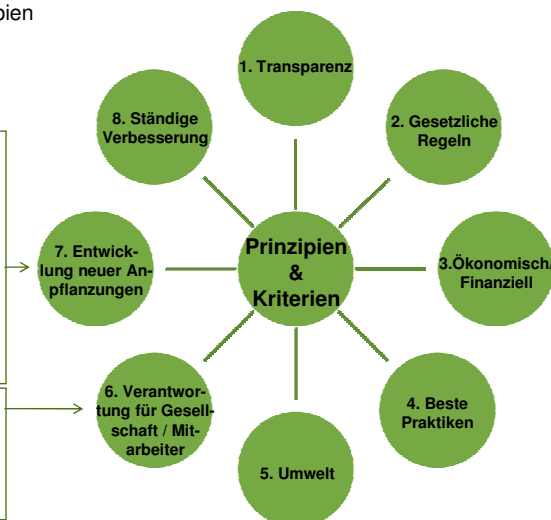 pien
1. Transparenz
2. Gesetzliche
Regeln
3.Ökonomisch/
Finanziell
4. Beste
Praktiken
5. Umwelt
6. Verantwor-
tung für Gesell-
schaft / Mit-
arbeiter
7. Entwick-
lung neuer An-
pflanzungen
8. Ständige
Verbesserung
Prinzipien
&
Kriterien